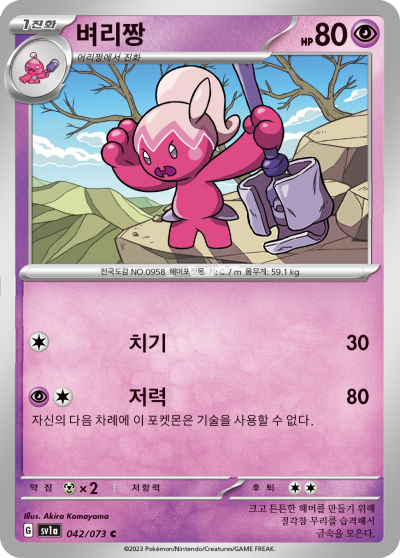 1진화 벼리짱 HP 80
어리짱에서 진화
전국도감 NO.0958 해머포켓몬 키: 0.7 m 몸무게: 59.1 kg
치기 30
저력 80
자신의 다음 차례에 이 포켓몬은 기술을 사용할 수 없다.
약점 ×2 저항력 후퇴
Illus. Akira Komayama
G sv1a 042/073 C
크고 튼튼한 해머를 만들기 위해
절각참 무리를 습격해서
금속을 모은다.
©2023 Pokémon/Nintendo/Creatures/GAME FREAK.